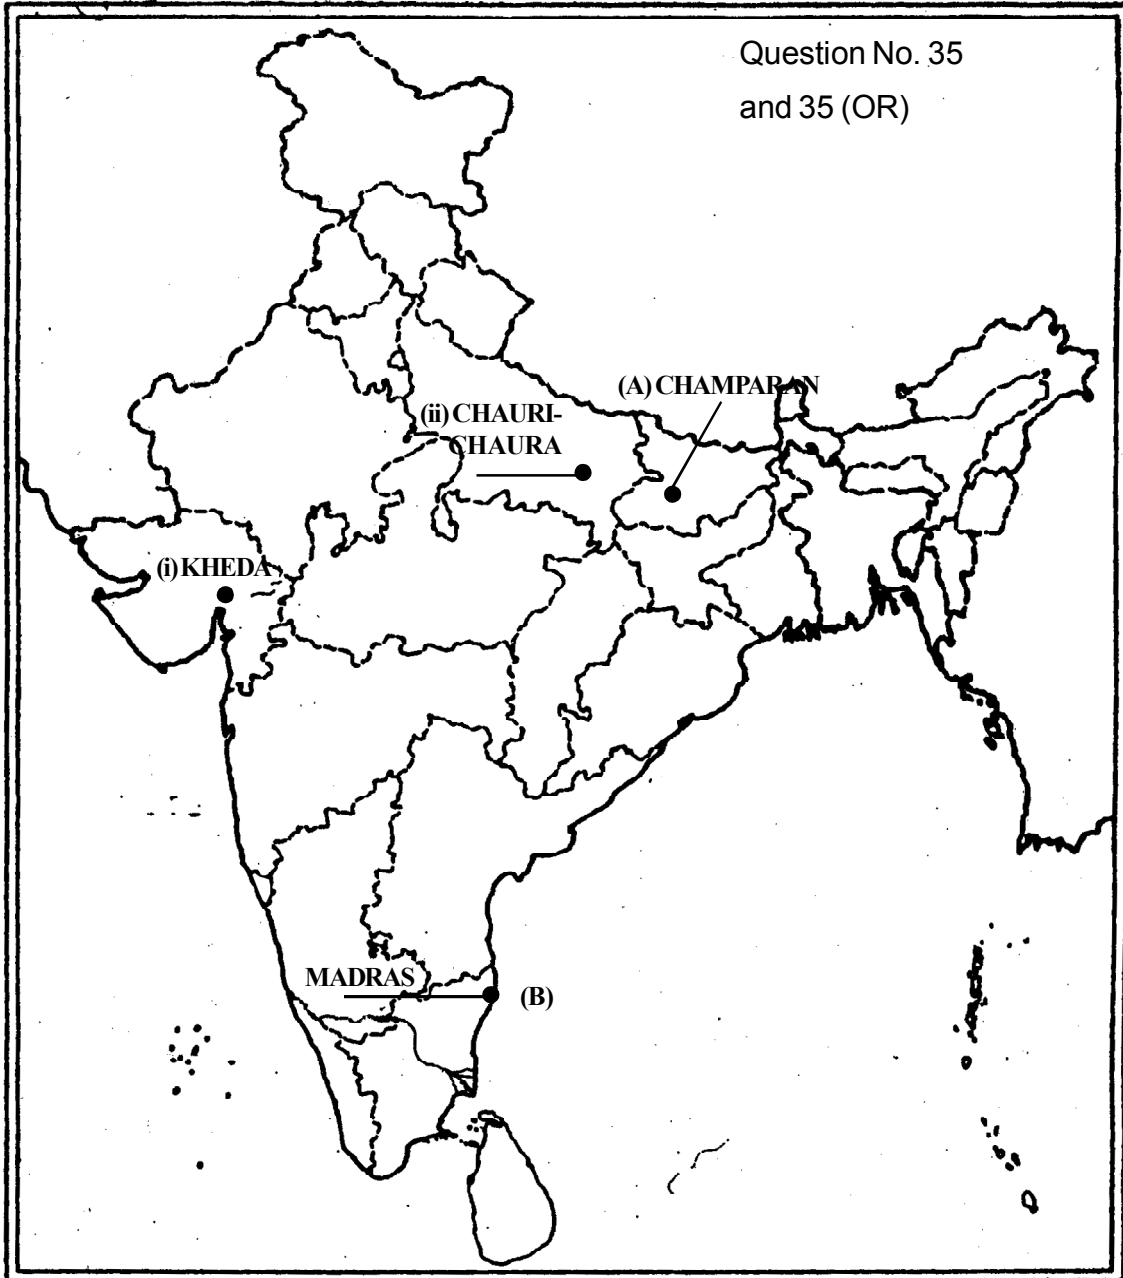 Question No. 35
and 35 (OR)
(A) CHAMPARAN
(ii) CHAURI-
CHAURA
(i) KHEDA
MADRAS
(B)